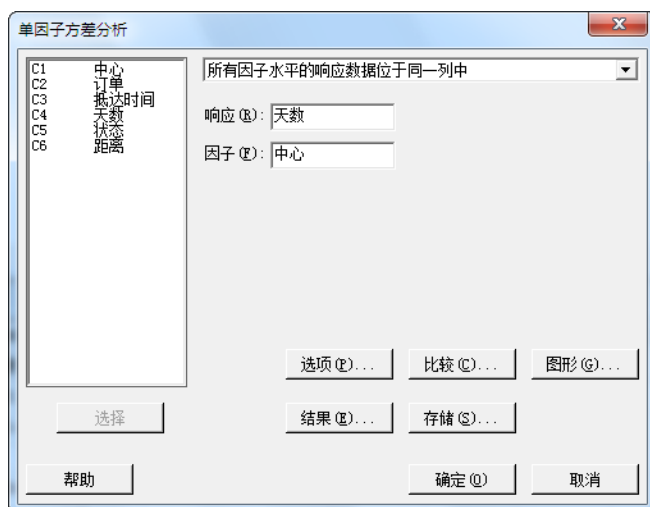 单因子方差分析
C1 中心
C2 订单
C3 抵达时间
C4 天数
C5 状态
C6 距离
所有因子水平的响应数据位于同一列中
响应(R): 天数
因子(F): 中心
选项(P)... 比较(C)... 图形(G)...
选择 结果(E)... 存储(S)...
帮助 确定(O) 取消